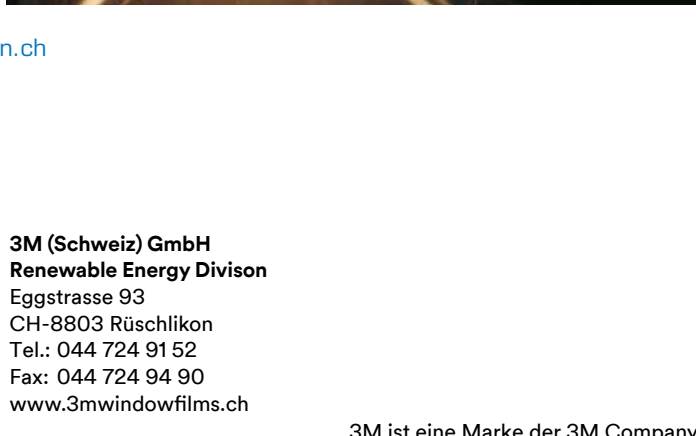 n.ch
3M (Schweiz) GmbH
Renewable Energy Divison
Eggstrasse 93
CH-8803 Rüschlikon
Tel.: 044 724 91 52
Fax: 044 724 94 90
www.3mwindowfilms.ch
3M ist eine Marke der 3M Company